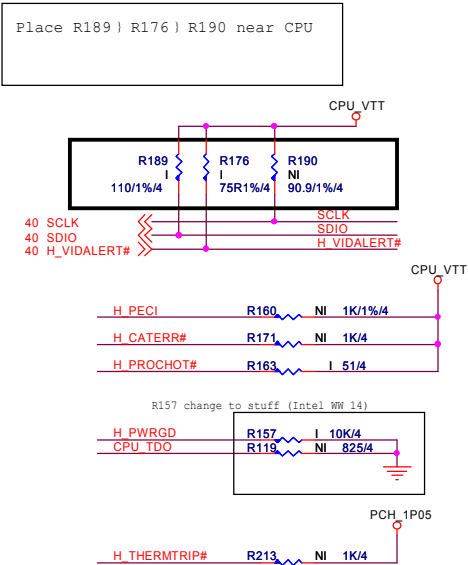 Place R189 } R176 } R190 near CPU
CPU_VTT
R189 R176 R190
I I NI
110/1%/4 75R1%/4 90.9/1%/4
40 SCLK SCLK
40 SDIO SDIO
40 H_VIDALERT# H_VIDALERT#
CPU_VTT
H_PECI R160 NI 1K/1%/4
H_CATERR# R171 NI 1K/4
H_PROCHOT# R163 I 51/4
R157 change to stuff (Intel WW 14)
H_PWRGD R157 I 10K/4
CPU_TDO R119 NI 825/4
PCH_1P05
H_THERMTRIP# R213 NI 1K/4